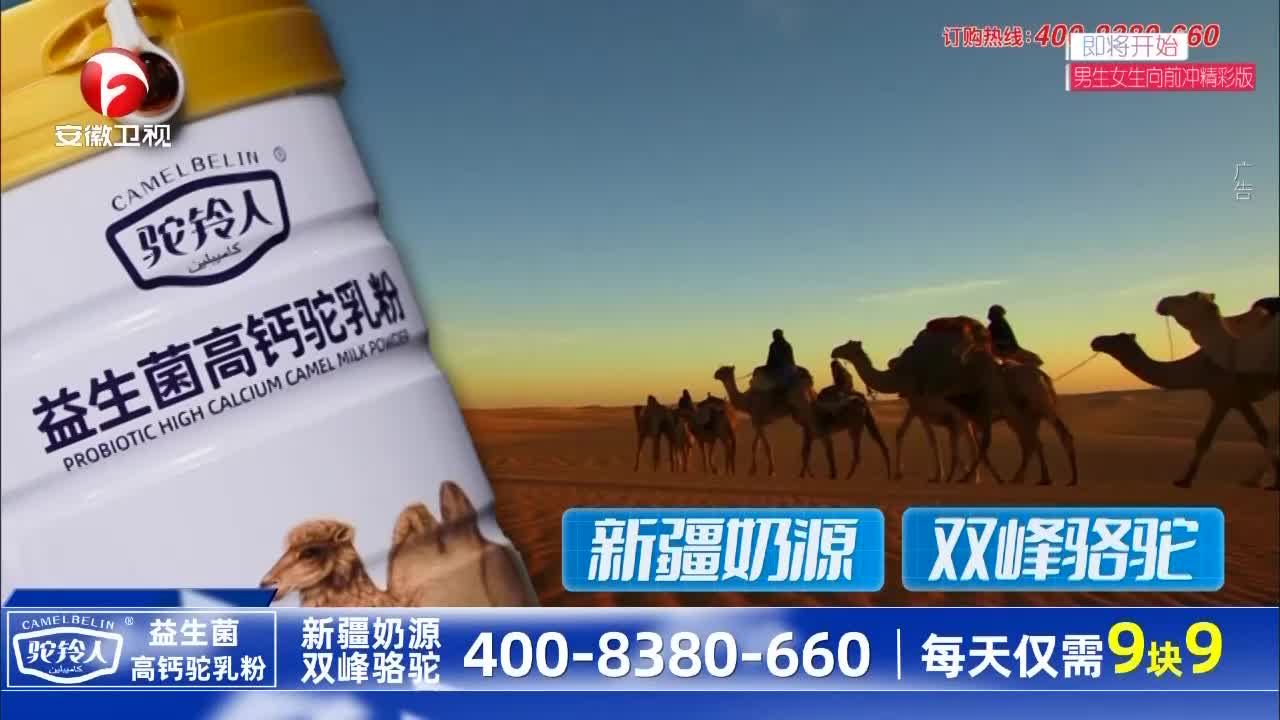 订购热线:400-8380-660
即将开始
男生女生向前冲精彩版
安徽卫视
广告
CAMELBELIN ®
驼铃人
كاميبلين
益生菌高钙驼乳粉
PROBIOTIC HIGH CALCIUM CAMEL MILK POWDER
新疆奶源
双峰骆驼
CAMELBELIN ®
驼铃人
كاميبلين
益生菌
高钙驼乳粉
新疆奶源
双峰骆驼
400-8380-660
每天仅需9块9